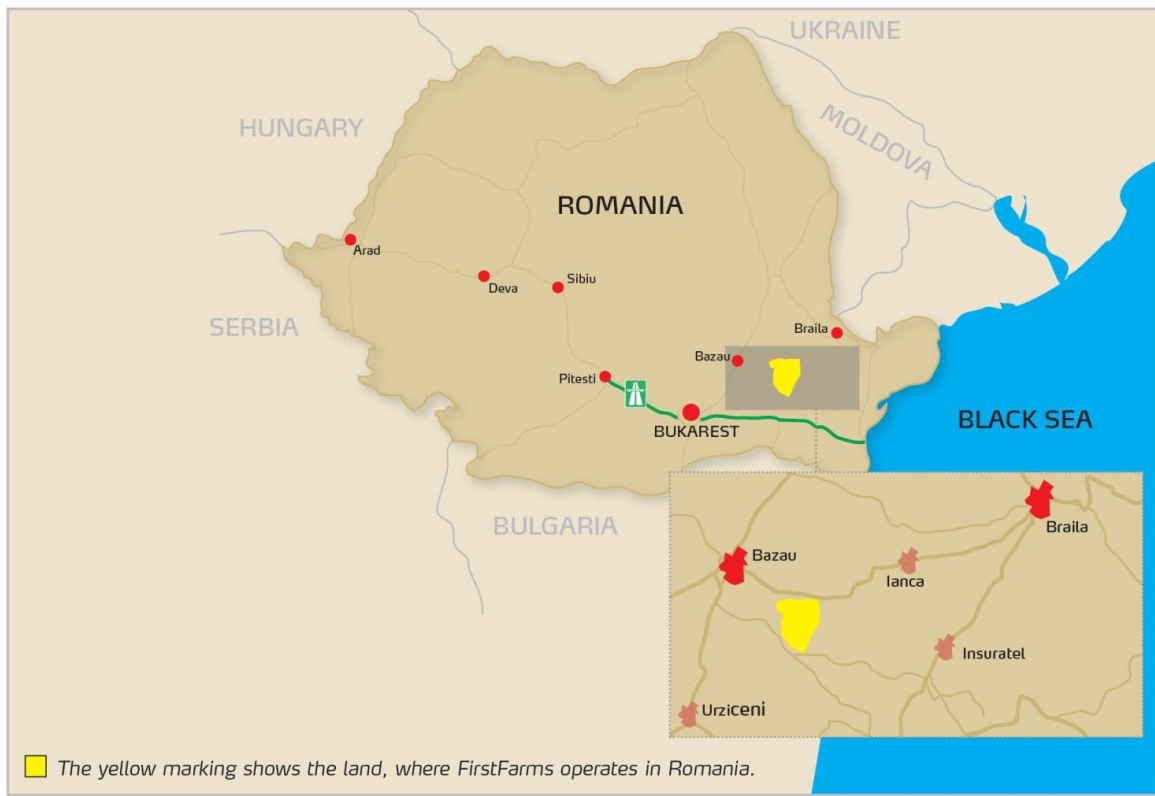 UKRAINE
HUNGARY
MOLDOVA
ROMANIA
Arad
Deva
Sibiu
SERBIA
Braila
Bazau
Pitesti
BUKAREST
BLACK SEA
BULGARIA
Braila
Bazau
Ianca
Insuratel
Urziceni
The yellow marking shows the land, where FirstFarms operates in Romania.